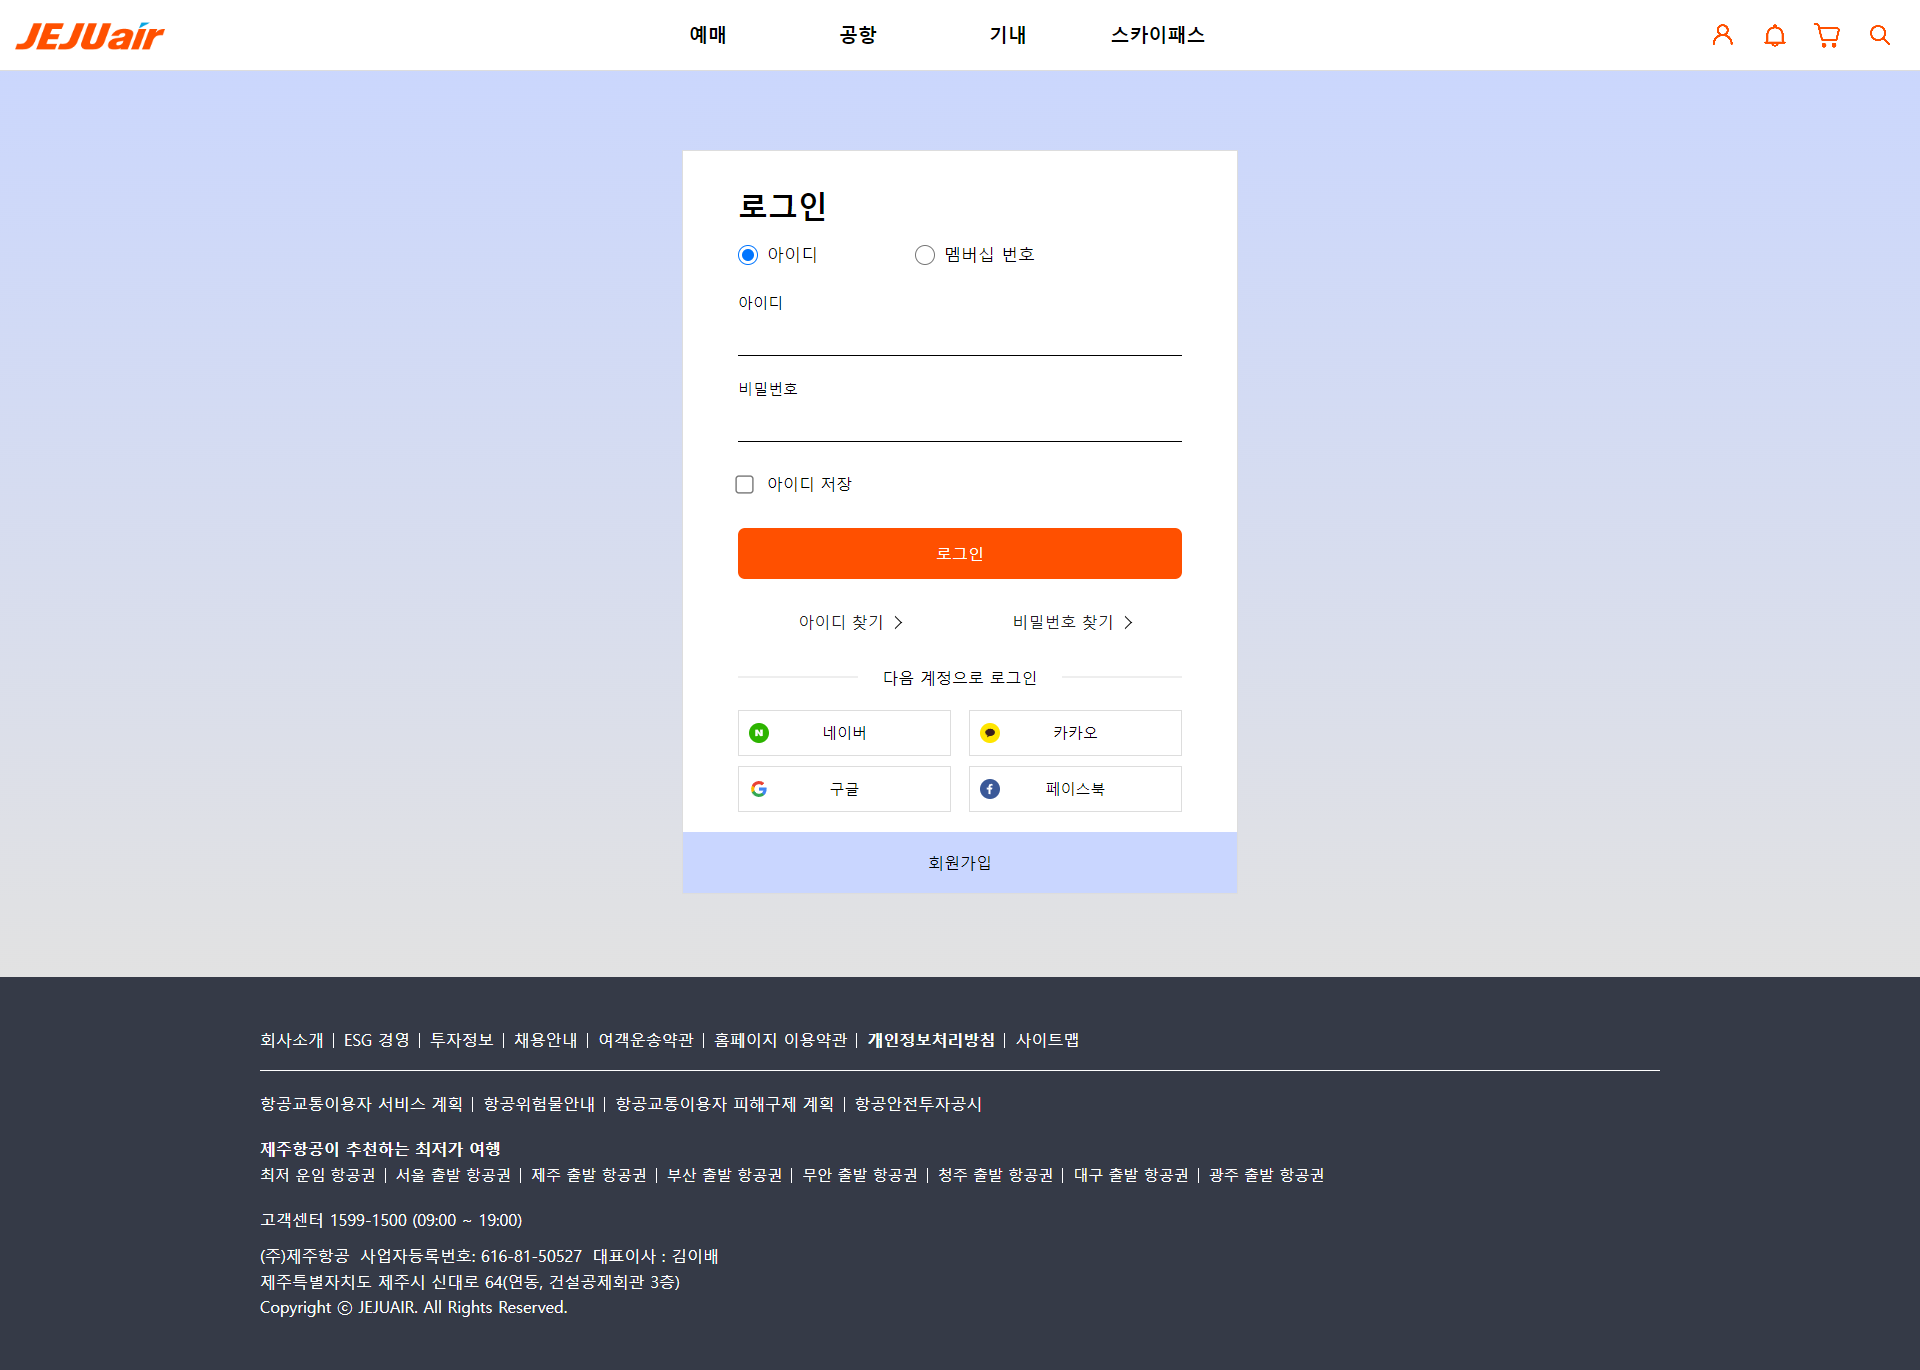 JEJUair 예매 공항 기내 스카이패스
로그인
아이디 멤버십 번호
아이디
비밀번호
아이디 저장
로그인
아이디 찾기 비밀번호 찾기
다음 계정으로 로그인
네이버 카카오
구글 페이스북
회원가입
회사소개 | ESG 경영 | 투자정보 | 채용안내 | 여객운송약관 | 홈페이지 이용약관 | 개인정보처리방침 | 사이트맵
항공교통이용자 서비스 계획 | 항공위험물안내 | 항공교통이용자 피해구제 계획 | 항공안전투자공시
제주항공이 추천하는 최저가 여행
최저 운임 항공권 | 서울 출발 항공권 | 제주 출발 항공권 | 부산 출발 항공권 | 무안 출발 항공권 | 청주 출발 항공권 | 대구 출발 항공권 | 광주 출발 항공권
고객센터 1599-1500 (09:00 ~ 19:00)
(주)제주항공 사업자등록번호: 616-81-50527 대표이사 : 김이배
제주특별자치도 제주시 신대로 64(연동, 건설공제회관 3층)
Copyright ⓒ JEJUAIR. All Rights Reserved.